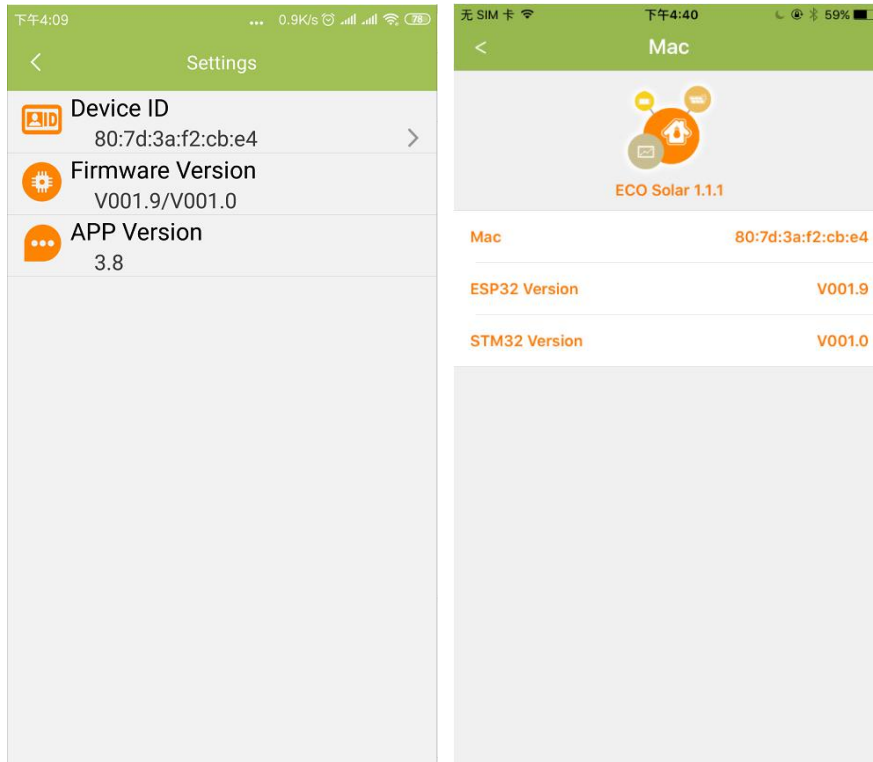 下午4:09
... 0.9K/s 78
Settings
Device ID
80:7d:3a:f2:cb:e4
Firmware Version
V001.9/V001.0
APP Version
3.8
无 SIM 卡
下午4:40
59%
<
Mac
ECO Solar 1.1.1
Mac 80:7d:3a:f2:cb:e4
ESP32 Version V001.9
STM32 Version V001.0